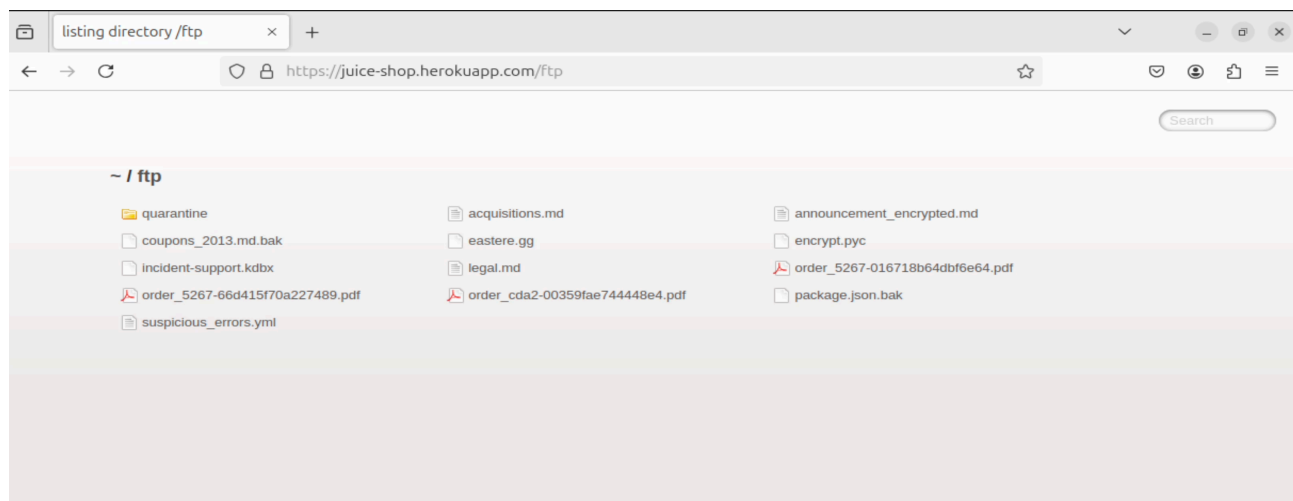 listing directory /ftp
https://juice-shop.herokuapp.com/ftp
Search
~ / ftp
quarantine acquisitions.md announcement_encrypted.md
coupons_2013.md.bak eastere.gg encrypt.pyc
incident-support.kdbx legal.md order_5267-016718b64dbf6e64.pdf
order_5267-66d415f70a227489.pdf order_cda2-00359fae744448e4.pdf package.json.bak
suspicious_errors.yml